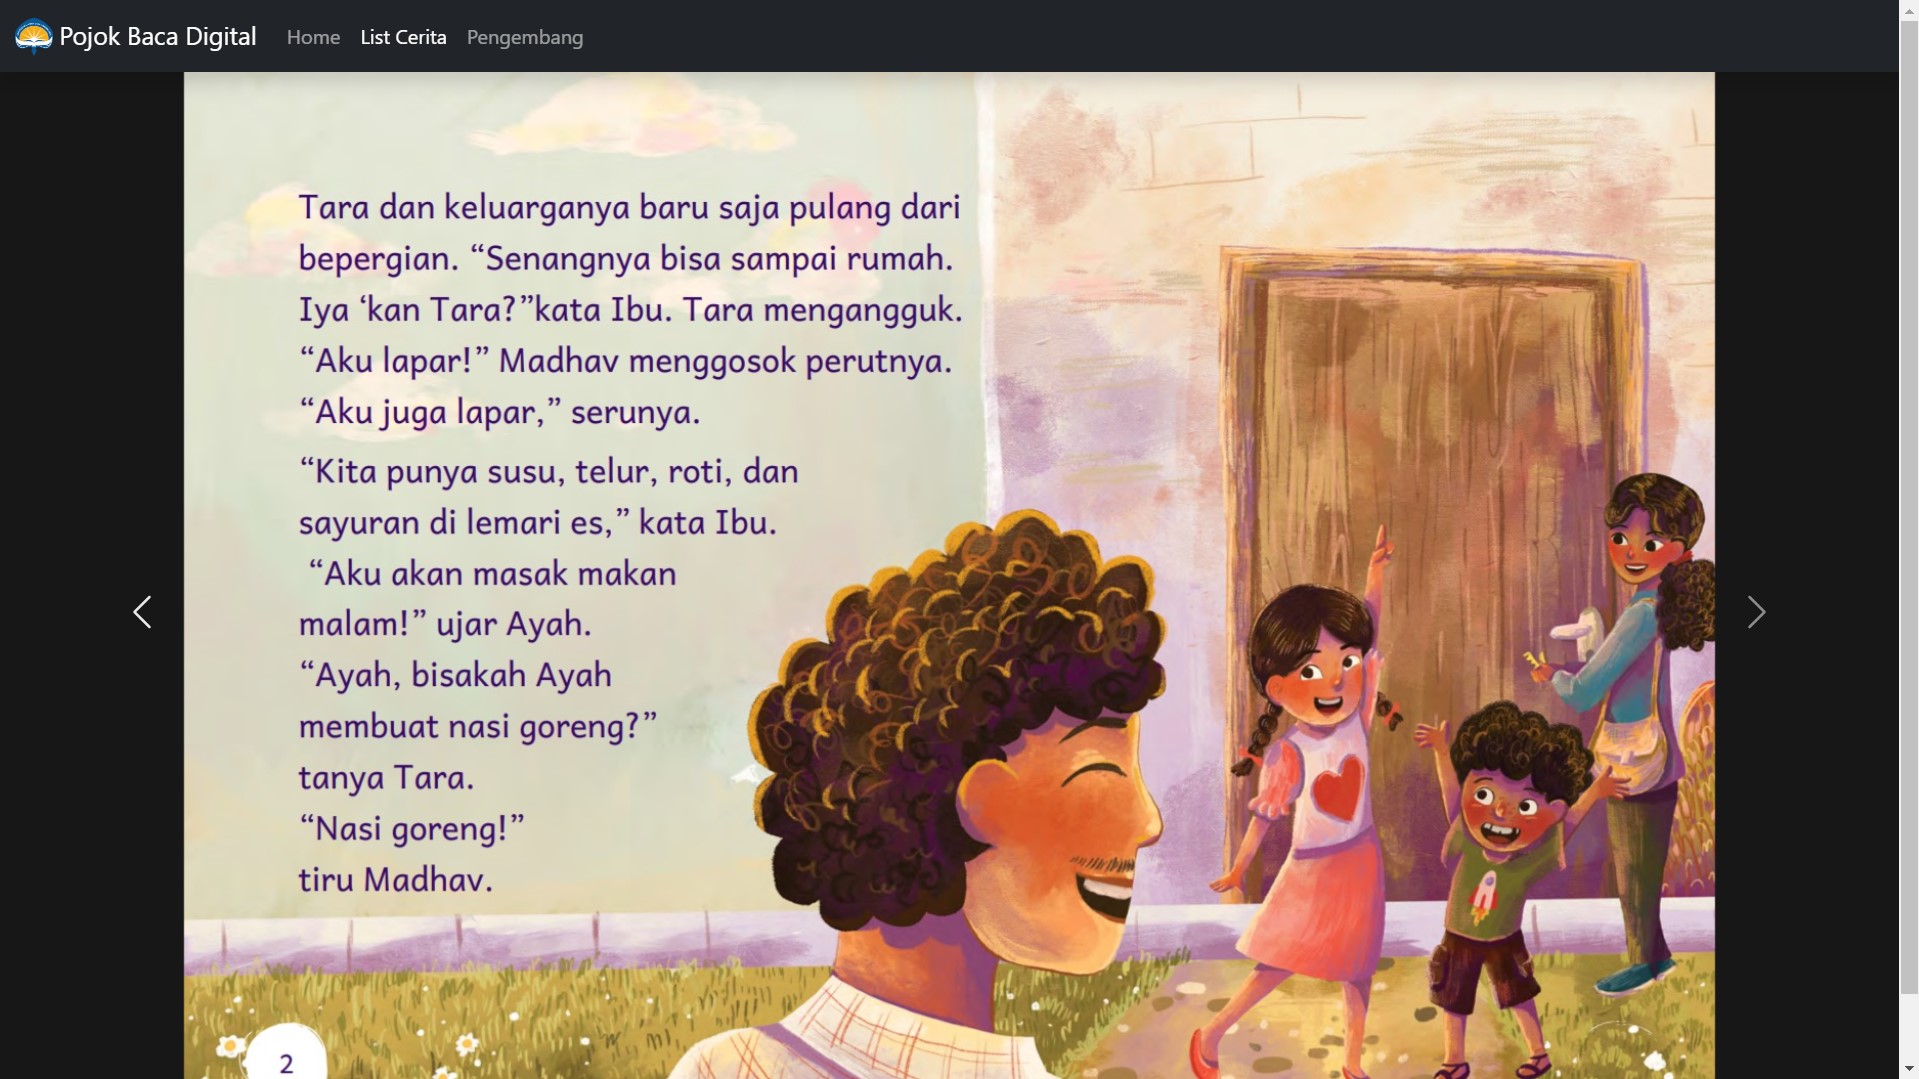 Pojok Baca Digital Home List Cerita Pengembang
Tara dan keluarganya baru saja pulang dari
bepergian. “Senangnya bisa sampai rumah.
Iya ‘kan Tara?”kata Ibu. Tara mengangguk.
“Aku lapar!” Madhav menggosok perutnya.
“Aku juga lapar,” serunya.
“Kita punya susu, telur, roti, dan
sayuran di lemari es,” kata Ibu.
“Aku akan masak makan
malam!” ujar Ayah.
“Ayah, bisakah Ayah
membuat nasi goreng?”
tanya Tara.
“Nasi goreng!”
tiru Madhav.
2